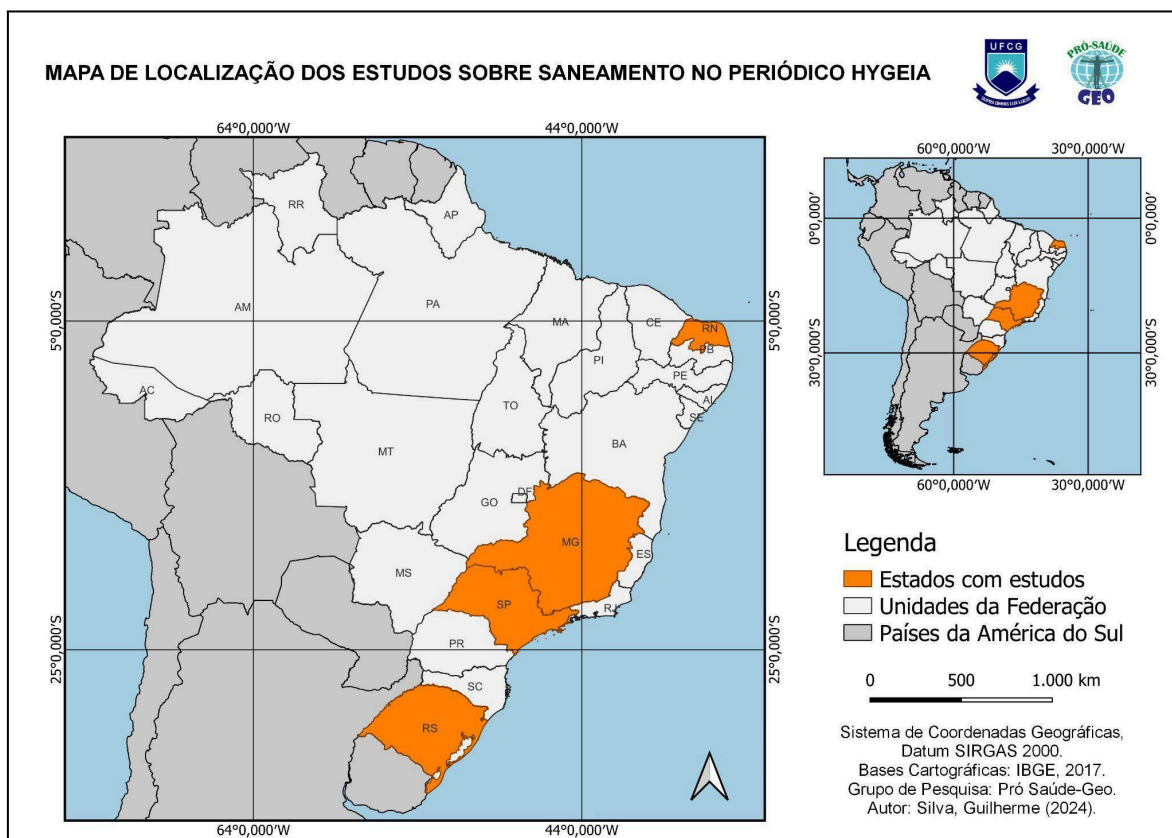 MAPA DE LOCALIZAÇÃO DOS ESTUDOS SOBRE SANEAMENTO NO PERIÓDICO HYGEIA
UFCG
PRÓ-SAÚDE
GEO
64°0,000'W 44°0,000'W
60°0,000'W 30°0,000'W
RR
AP
0°0,000'
0°0,000'
AM
PA
MA
CE
RN
5°0,000'S
5°0,000'S
PB
PI
PE
AC
TO
AL
RO
SE
30°0,000'S
30°0,000'S
BA
MT
GO
DF
60°0,000'W 30°0,000'W
MG
ES
MS
SP
RJ
PR
25°0,000'S
25°0,000'S
SC
RS
64°0,000'W 44°0,000'W
Legenda
Estados com estudos
Unidades da Federação
Países da América do Sul
0 500 1.000 km
Sistema de Coordenadas Geográficas,
Datum SIRGAS 2000.
Bases Cartográficas: IBGE, 2017.
Grupo de Pesquisa: Pró Saúde-Geo.
Autor: Silva, Guilherme (2024).